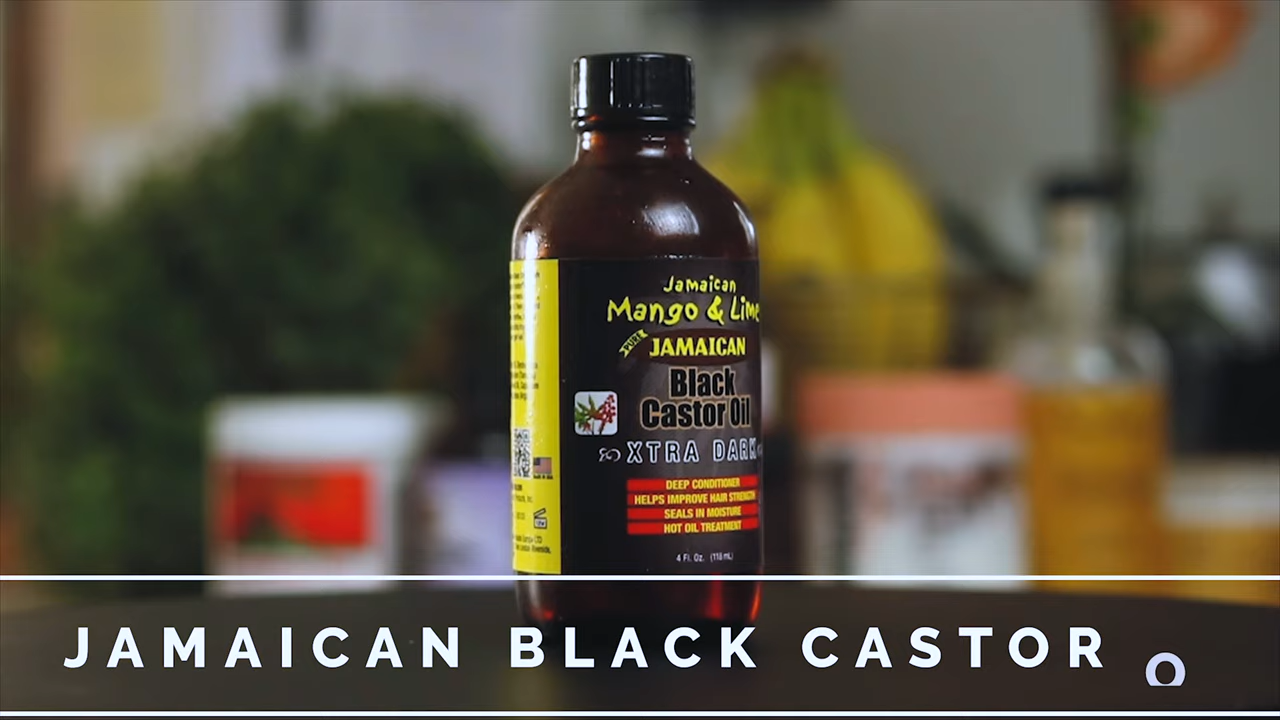 Jamaican
Mango & Lime
PURE
JAMAICAN
Black
Castor Oil
XTRA DARK
DEEP CONDITIONER
HELPS IMPROVE HAIR STRENGTH
SEALS IN MOISTURE
HOT OIL TREATMENT
4 Fl. Oz. (118 mL)
JAMAICAN BLACK CASTOR O